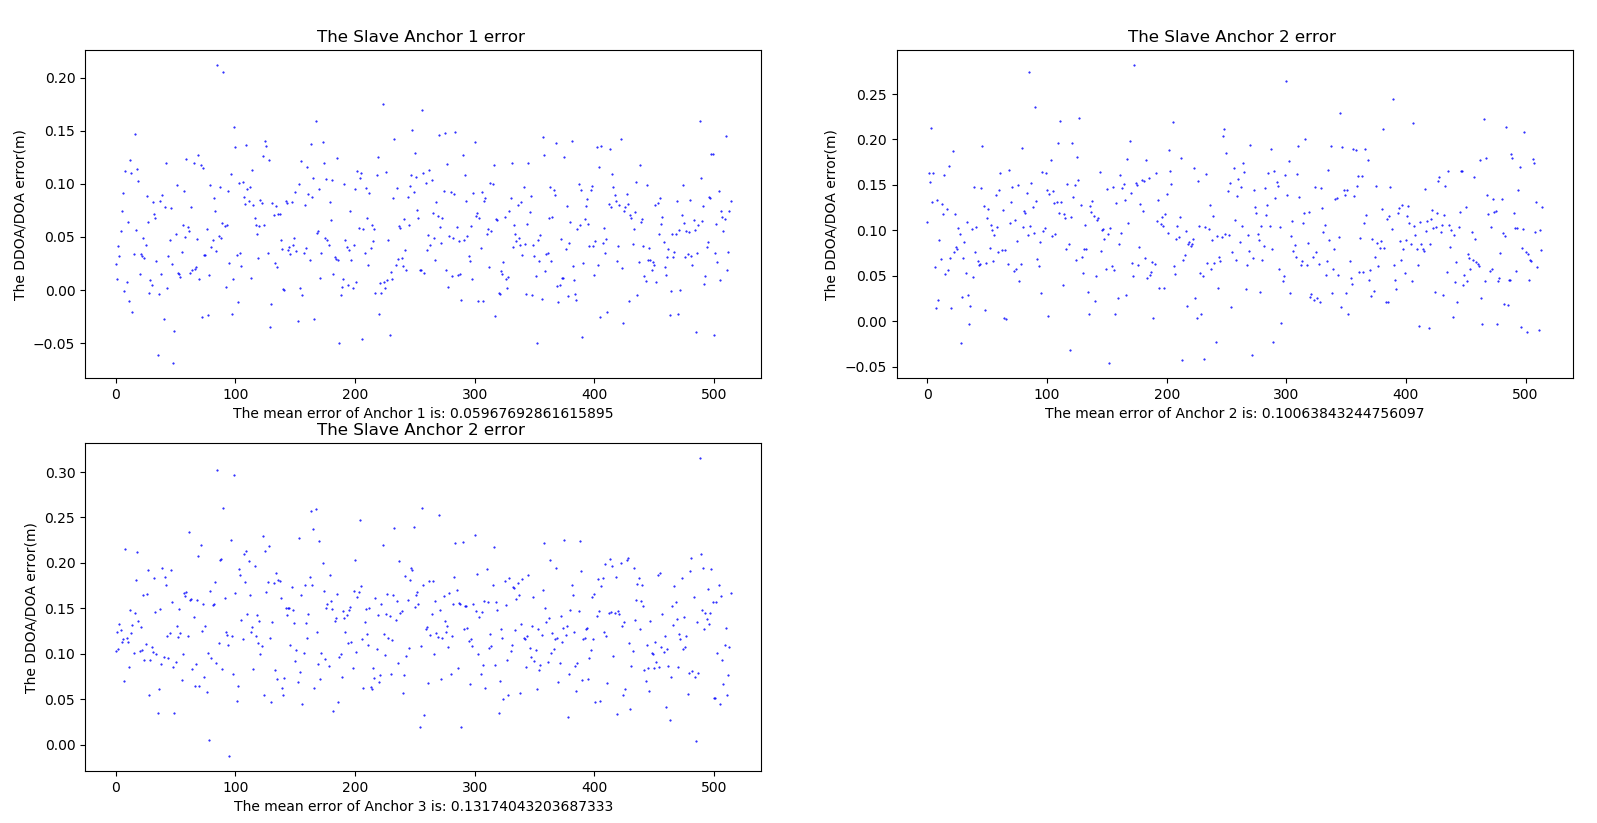 The Slave Anchor 1 error
The DDOA/DOA error(m)
0.20
0.15
0.10
0.05
0.00
−0.05
0 100 200 300 400 500
The mean error of Anchor 1 is: 0.05967692861615895
The Slave Anchor 2 error
The DDOA/DOA error(m)
0.25
0.20
0.15
0.10
0.05
0.00
−0.05
0 100 200 300 400 500
The mean error of Anchor 2 is: 0.10063843244756097
The Slave Anchor 2 error
The DDOA/DOA error(m)
0.30
0.25
0.20
0.15
0.10
0.05
0.00
0 100 200 300 400 500
The mean error of Anchor 3 is: 0.13174043203687333